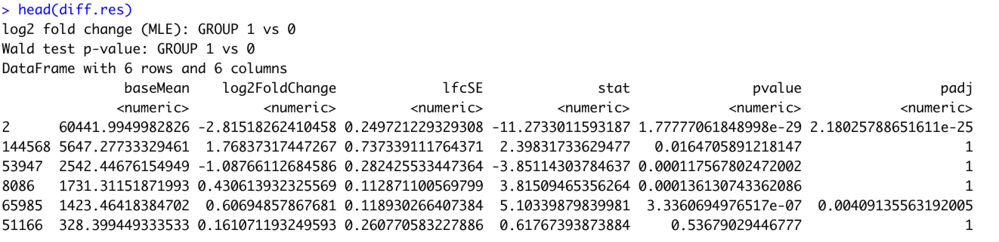 > head(diff.res)
log2 fold change (MLE): GROUP 1 vs 0
Wald test p-value: GROUP 1 vs 0
DataFrame with 6 rows and 6 columns
baseMean log2FoldChange lfcSE stat pvalue padj
<numeric> <numeric> <numeric> <numeric> <numeric> <numeric>
2 60441.9949982826 -2.81518262410458 0.249721229329308 -11.2733011593187 1.77777061848998e-29 2.18025788651611e-25
144568 5647.27733329461 1.76837317447267 0.737339111764371 2.39831733629477 0.0164705891218147 1
53947 2542.44676154949 -1.08766112684586 0.282425533447364 -3.85114303784637 0.000117567802472002 1
8086 1731.31151871993 0.430613932325569 0.112871100569799 3.81509465356264 0.000136130743362086 1
65985 1423.46418384702 0.60694857867681 0.118930266407384 5.10339879839981 3.3360694976517e-07 0.00409135563192005
51166 328.399449333533 0.161071193249593 0.260770583227886 0.61767393873884 0.53679029446777 1